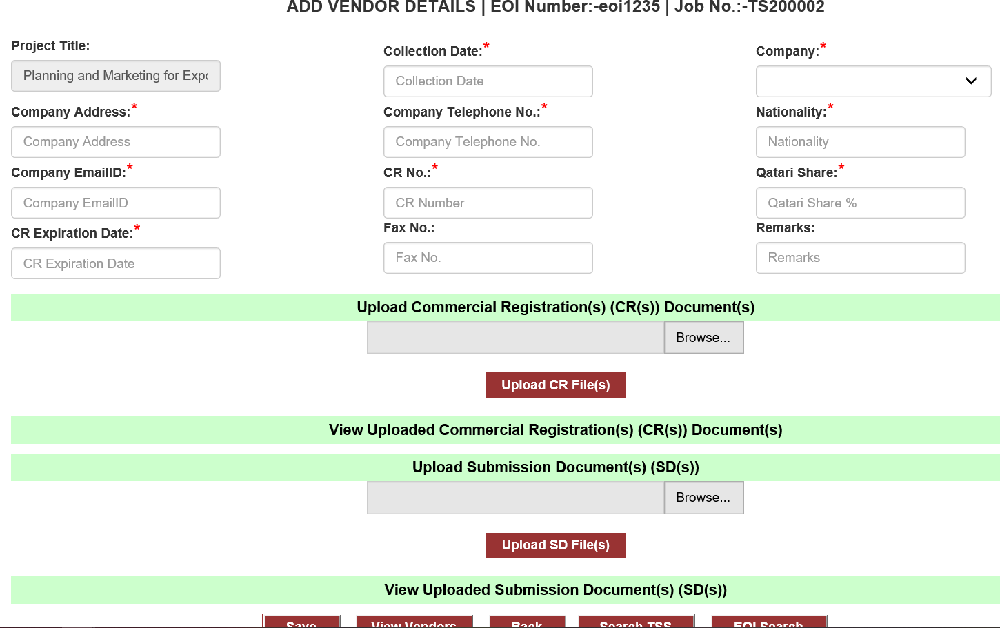 ADD VENDOR DETAILS | EOI Number:-eoi1235 | Job No.:-TS200002
Project Title:
Collection Date:*
Company:*
Planning and Marketing for Expo
Collection Date
Company Address:*
Company Telephone No.:*
Nationality:*
Company Address
Company Telephone No.
Nationality
Company EmailID:*
CR No.:*
Qatari Share:*
Company EmailID
CR Number
Qatari Share %
CR Expiration Date:*
Fax No.:
Remarks:
CR Expiration Date
Fax No.
Remarks
Upload Commercial Registration(s) (CR(s)) Document(s)
Browse...
Upload CR File(s)
View Uploaded Commercial Registration(s) (CR(s)) Document(s)
Upload Submission Document(s) (SD(s))
Browse...
Upload SD File(s)
View Uploaded Submission Document(s) (SD(s))
Save
View Vendors
Back
Search TSS
EOI Search